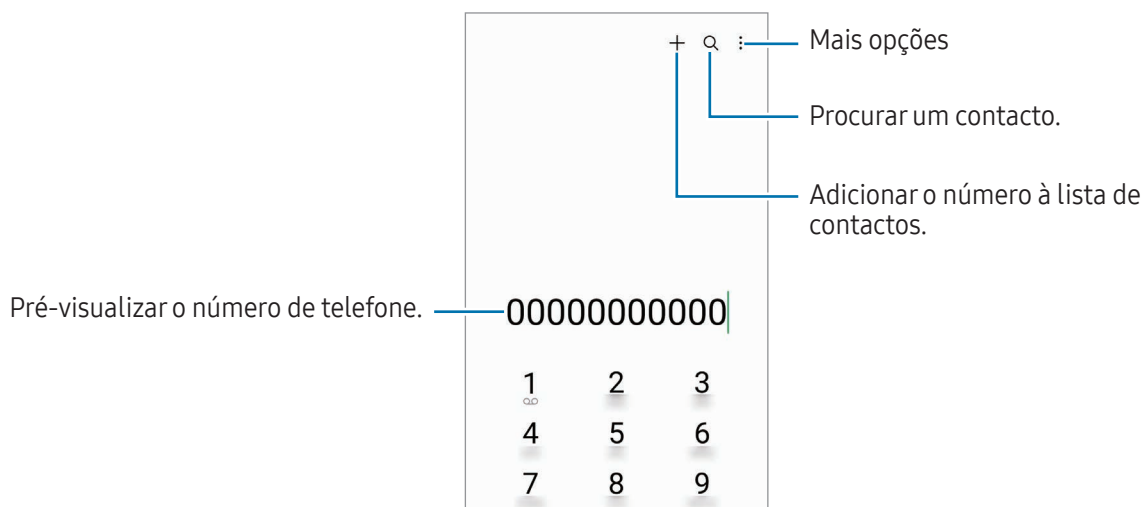 Mais opções
Procurar um contacto.
Adicionar o número à lista de
contactos.
Pré-visualizar o número de telefone.
00000000000
1 2 3
4 5 6
7 8 9